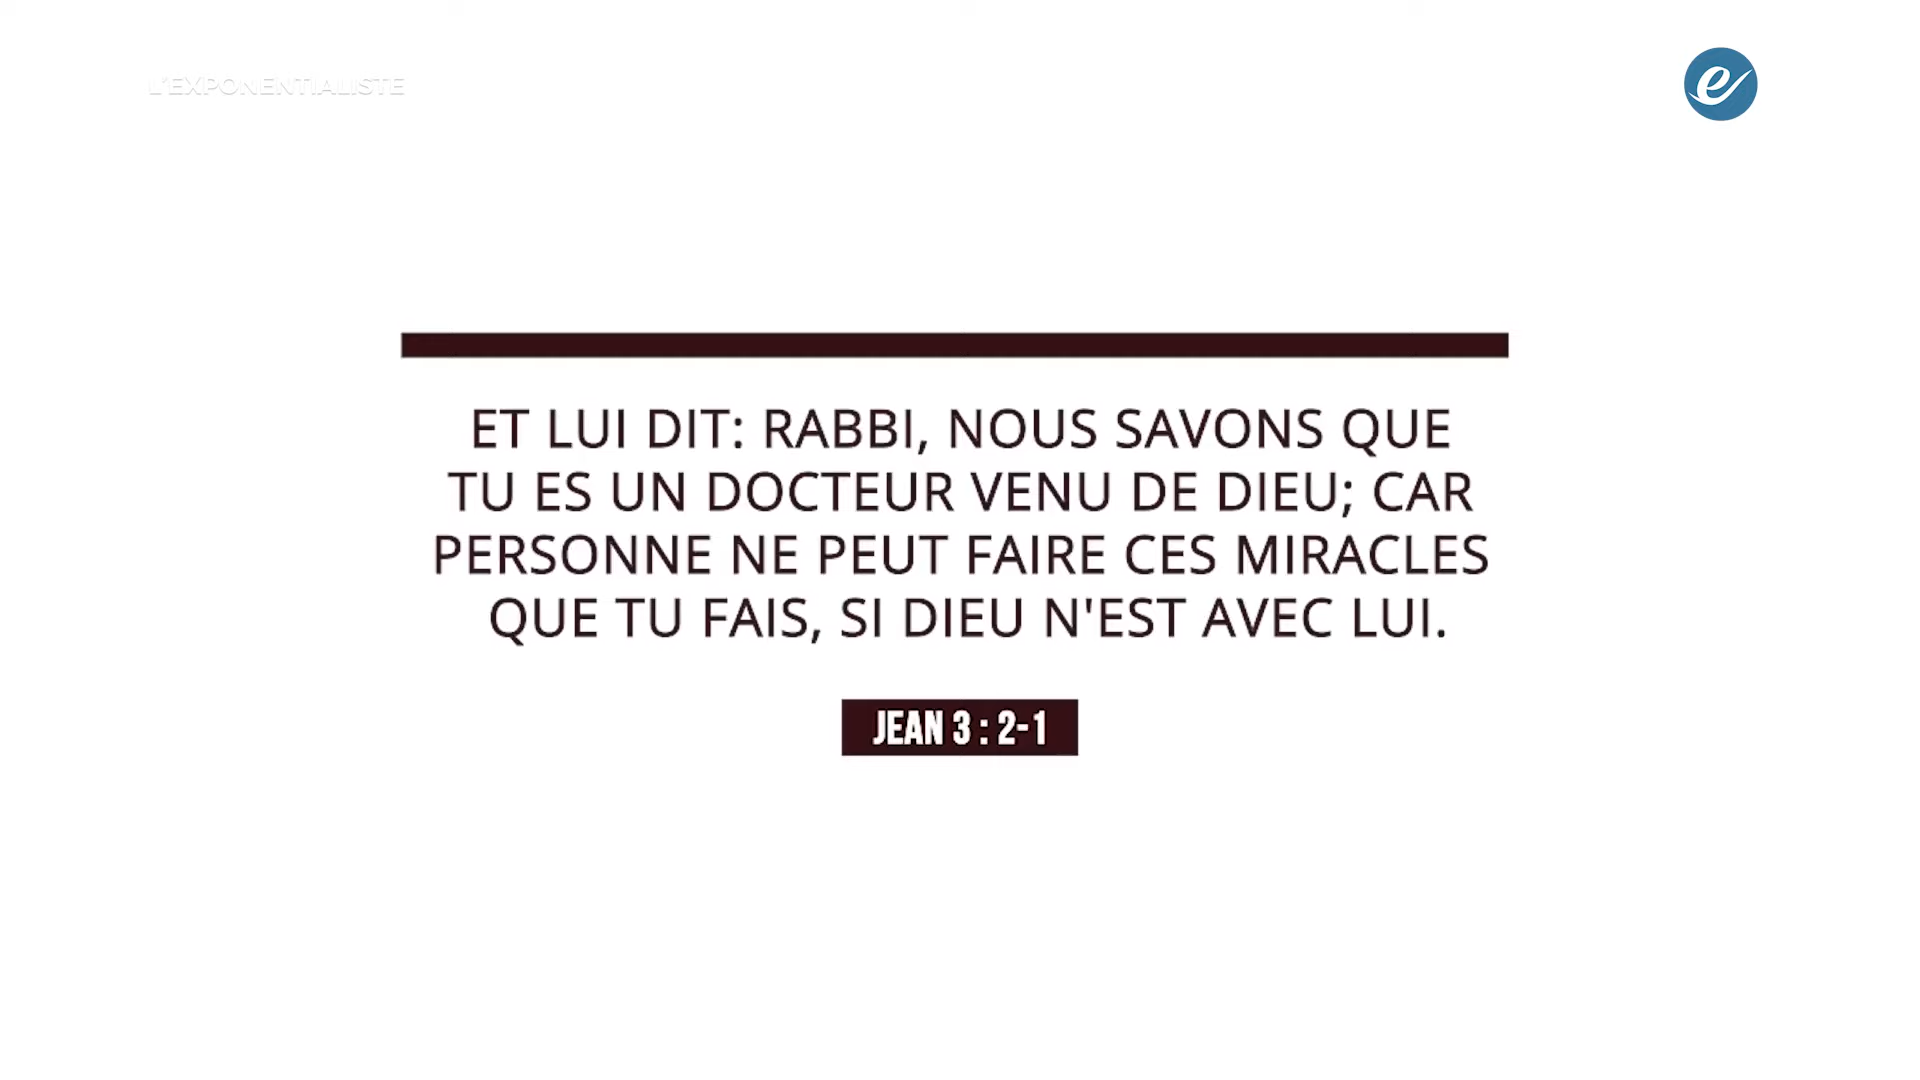 L'EXPONENTIALISTE
e
ET LUI DIT: RABBI, NOUS SAVONS QUE
TU ES UN DOCTEUR VENU DE DIEU; CAR
PERSONNE NE PEUT FAIRE CES MIRACLES
QUE TU FAIS, SI DIEU N'EST AVEC LUI.
JEAN 3 : 2-1